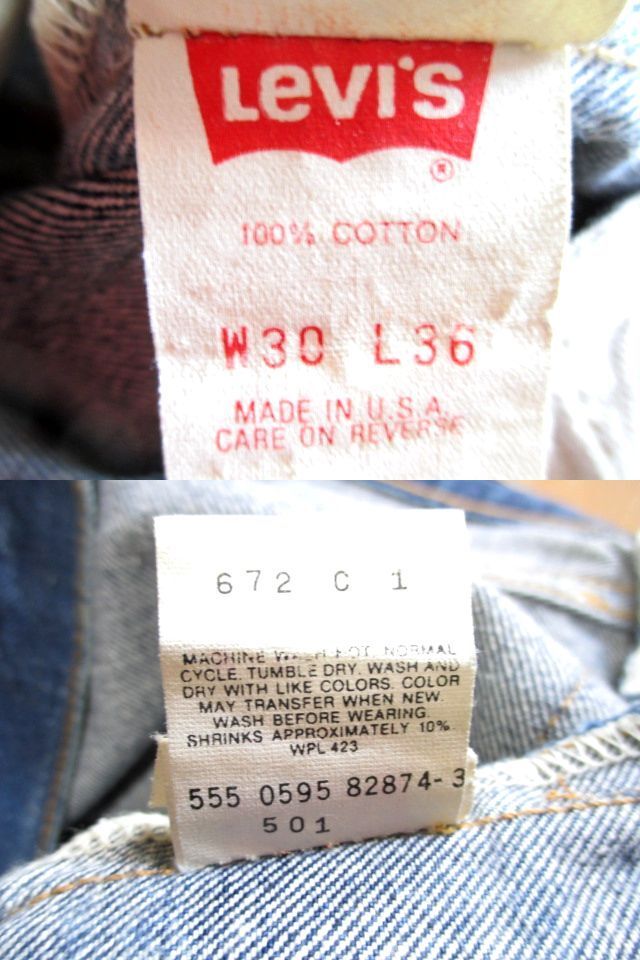 Levi's
®
100% COTTON
W30 L36
MADE IN U.S.A.
CARE ON REVERSE
672 C 1
MACHINE WASH HOT. NORMAL
CYCLE. TUMBLE DRY. WASH AND
DRY WITH LIKE COLORS. COLOR
MAY TRANSFER WHEN NEW.
WASH BEFORE WEARING.
SHRINKS APPROXIMATELY 10%
WPL 423
555 0595 82874-3
501